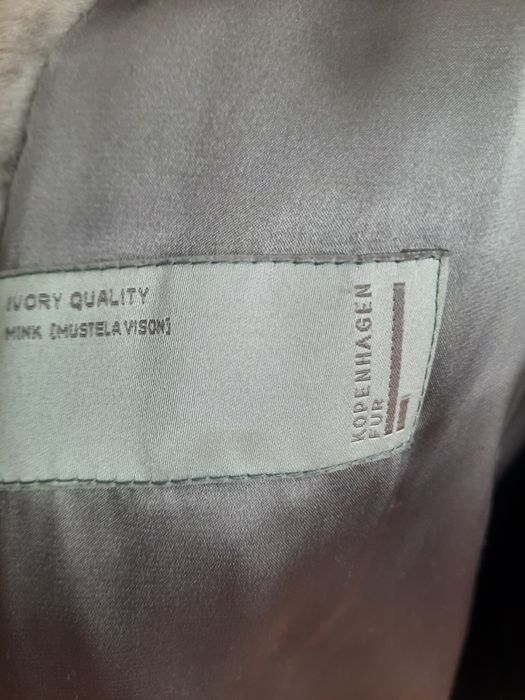 IVORY QUALITY
MINK [MUSTELA VISON]
KOPENHAGEN
FUR